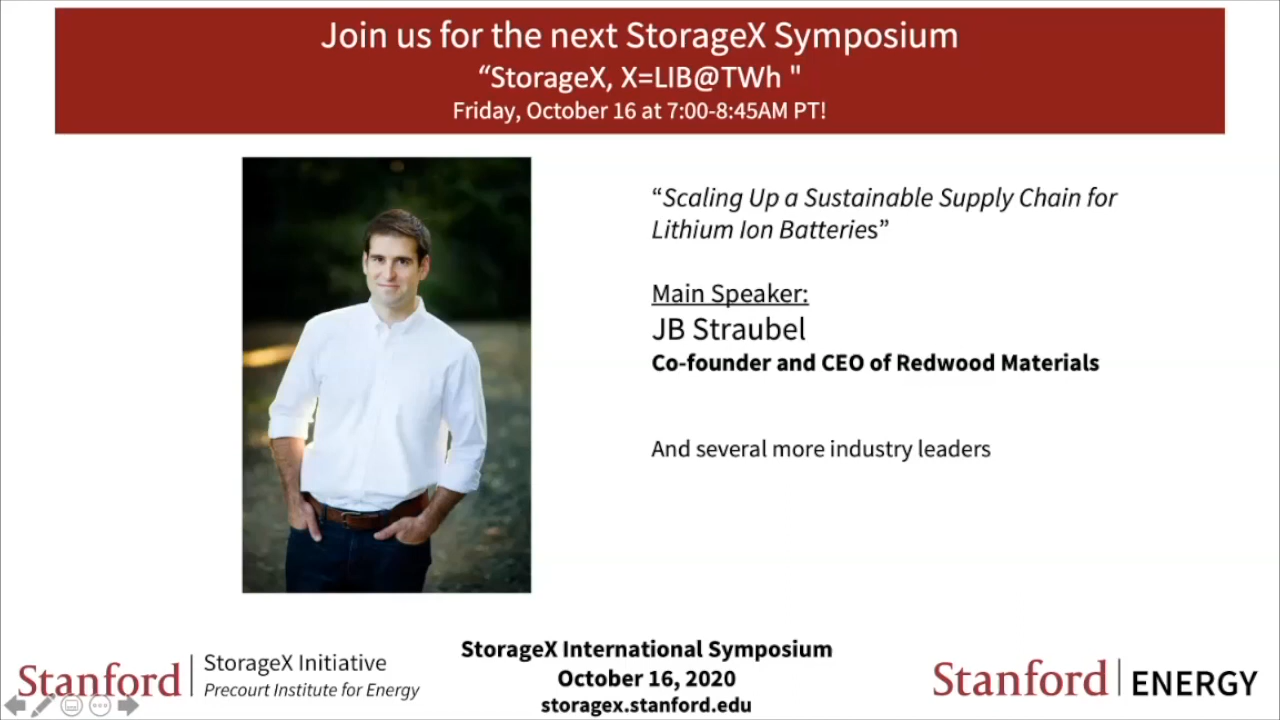 Join us for the next StorageX Symposium
“StorageX, X=LIB@TWh "
Friday, October 16 at 7:00-8:45AM PT!
“Scaling Up a Sustainable Supply Chain for
Lithium Ion Batteries”
Main Speaker:
JB Straubel
Co-founder and CEO of Redwood Materials
And several more industry leaders
Stanford
StorageX Initiative
Precourt Institute for Energy
StorageX International Symposium
October 16, 2020
storagex.stanford.edu
Stanford ENERGY